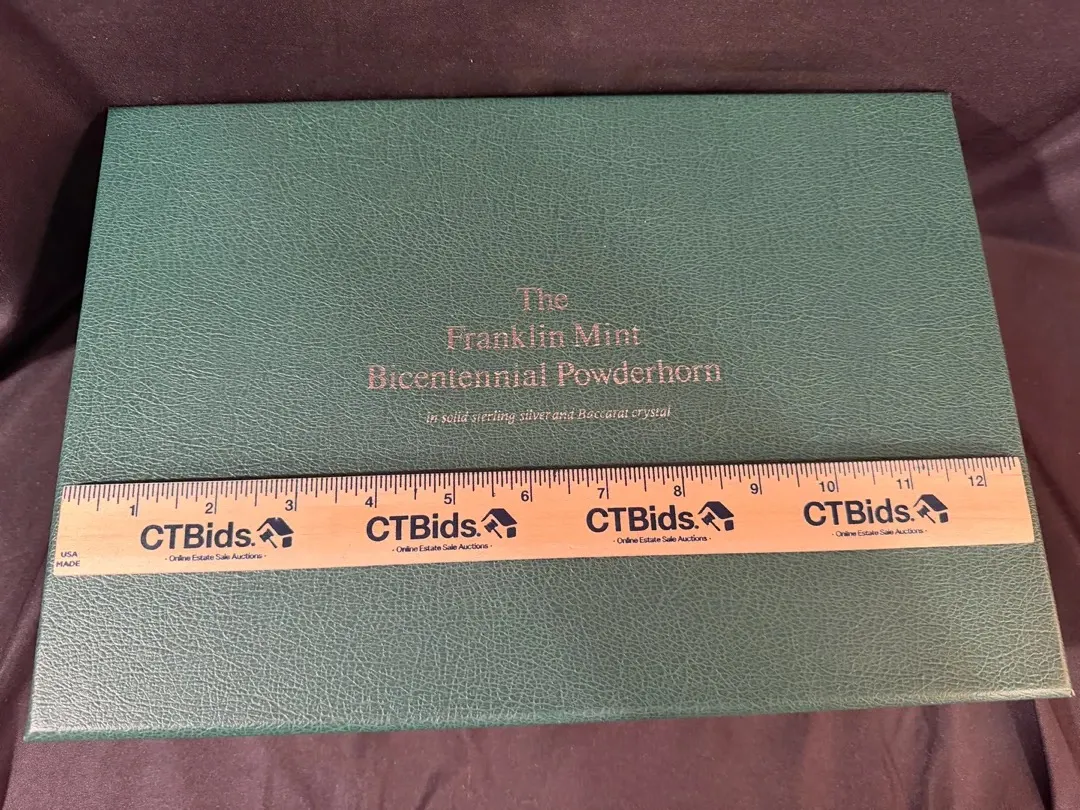 The
Franklin Mint
Bicentennial Powderhorn
in solid sterling silver and Baccarat crystal
1 2 3 4 5 6 7 8 9 10 11 12
CTBids. CTBids. CTBids. CTBids.
- Online Estate Sale Auctions - - Online Estate Sale Auctions - - Online Estate Sale Auctions - - Online Estate Sale Auctions -
USA
MADE